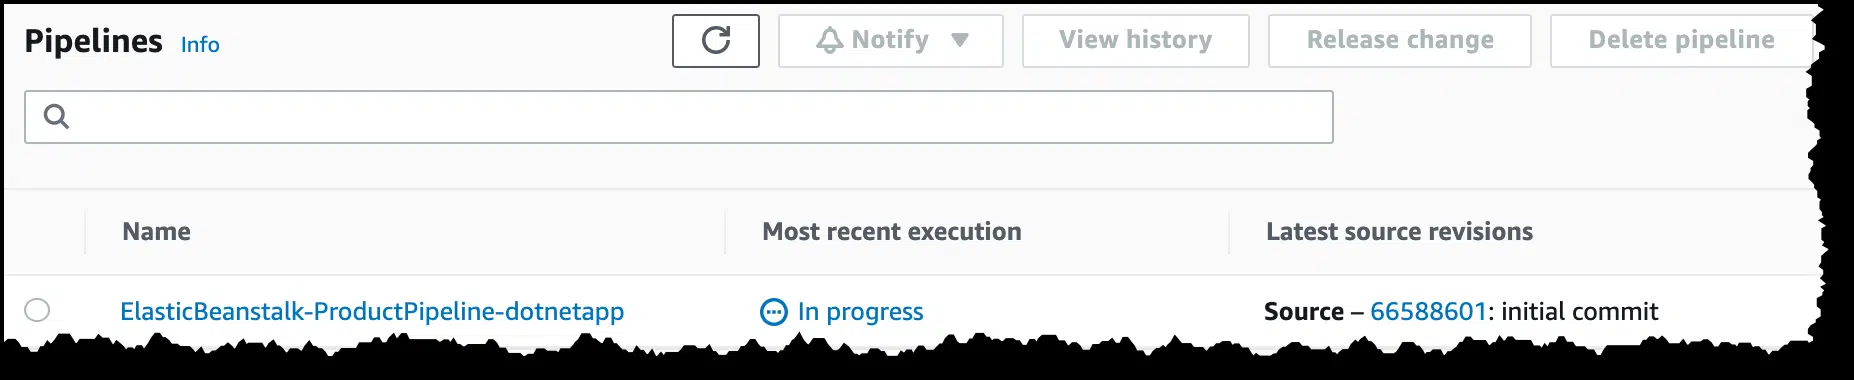 Pipelines Info
Notify View history Release change Delete pipeline
Name Most recent execution Latest source revisions
ElasticBeanstalk-ProductPipeline-dotnetapp In progress Source – 66588601: initial commit